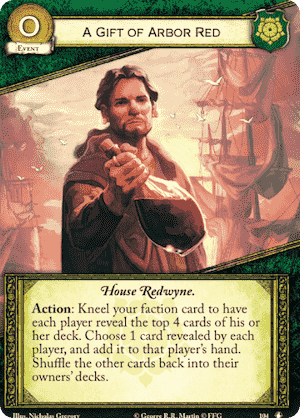 0
A Gift of Arbor Red
Event
House Redwyne.
Action: Kneel your faction card to have
each player reveal the top 4 cards of his or
her deck. Choose 1 card revealed by each
player, and add it to that player's hand.
Shuffle the other cards back into their
owners' decks.
Illus. Nicholas Gregory © George R.R. Martin © FFG 104